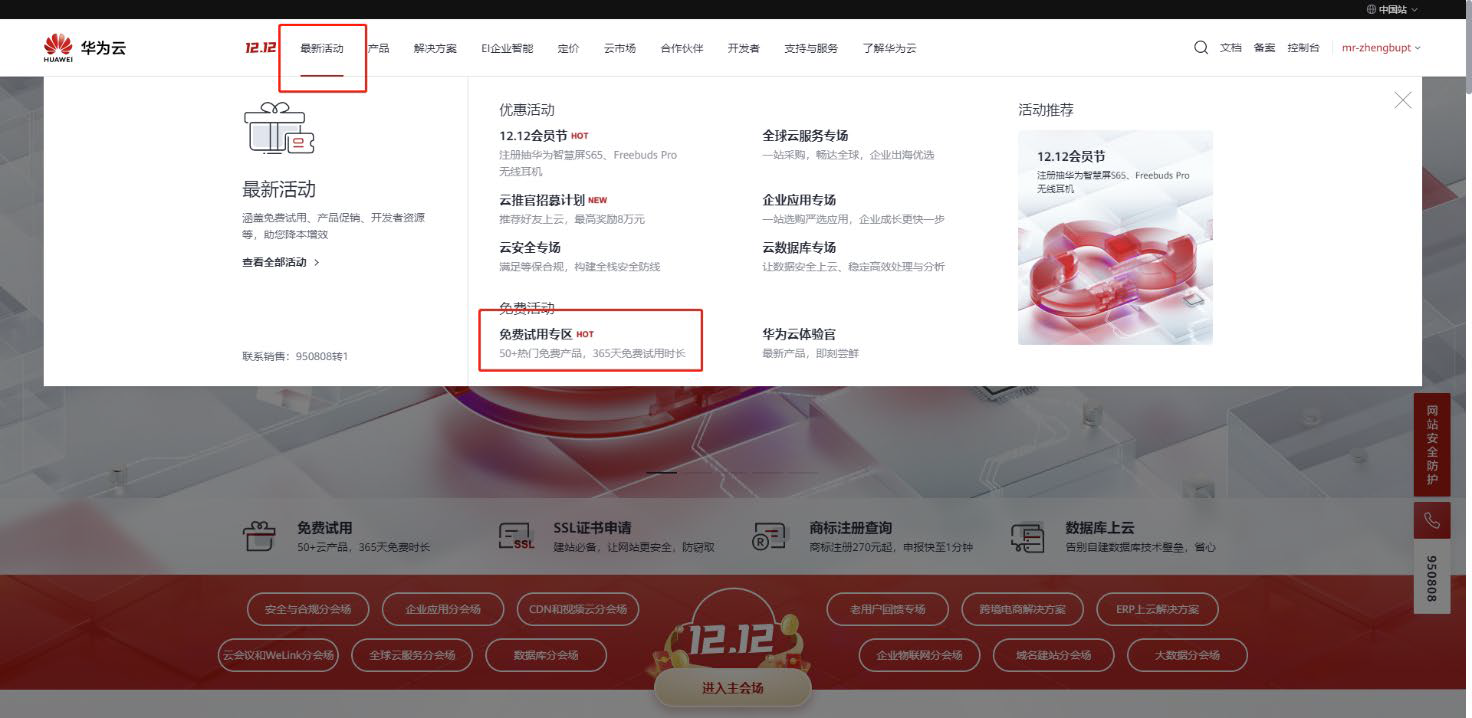 中国站
HUAWEI
华为云
12.12
最新活动
产品
解决方案
EI企业智能
定价
云市场
合作伙伴
开发者
支持与服务
了解华为云
文档
备案
控制台
mr-zhengbupt
最新活动
涵盖免费试用、产品促销、开发者资源
等，助您降本增效
查看全部活动
联系销售：950808转1
优惠活动
12.12会员节 HOT
注册抽华为智慧屏S65、Freebuds Pro
无线耳机
云推官招募计划 NEW
推荐好友上云，最高奖励8万元
云安全专场
满足等保合规，构建全栈安全防线
全球云服务专场
一站采购，畅达全球，企业出海优选
企业应用专场
一站选购严选应用，企业成长更快一步
云数据库专场
让数据安全上云、稳定高效处理与分析
免费活动
免费试用专区 HOT
50+热门免费产品，365天免费试用时长
华为云体验官
最新产品，即刻尝鲜
活动推荐
12.12会员节
注册抽华为智慧屏S65、Freebuds Pro
无线耳机
网站安全防护
950808
免费试用
50+云产品，365天免费时长
SSL
SSL证书申请
建站必备，让网站更安全，防窃取
R
商标注册查询
商标注册270元起，申报快至1分钟
数据库上云
告别自建数据库技术壁垒，省心
安全与合规分会场
企业应用分会场
CDN和视频云分会场
老用户回馈专场
跨境电商解决方案
ERP上云解决方案
云会议和WeLink分会场
全球云服务分会场
数据库分会场
12.12
企业物联网分会场
域名建站分会场
大数据分会场
进入主会场